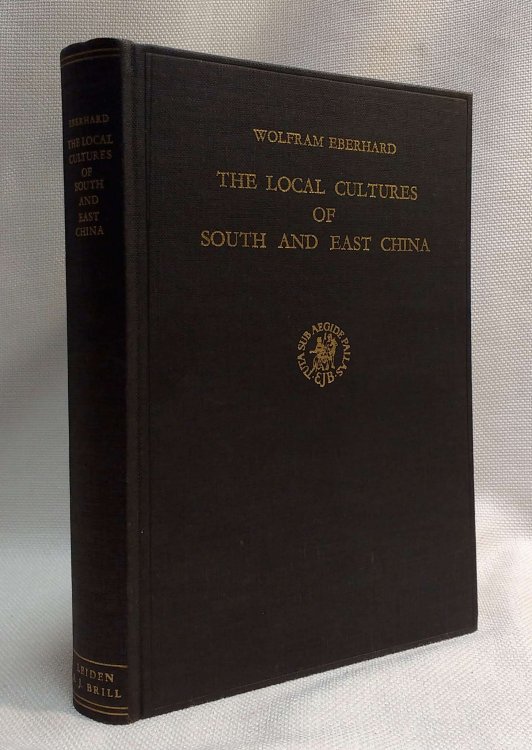 WOLFRAM EBERHARD
THE LOCAL CULTURES
OF
SOUTH AND EAST CHINA
TUTA SUB AEGIDE PALLAS
EJB
EBERHARD
THE LOCAL
CULTURES
OF
SOUTH
AND
EAST
CHINA
LEIDEN
E. J. BRILL